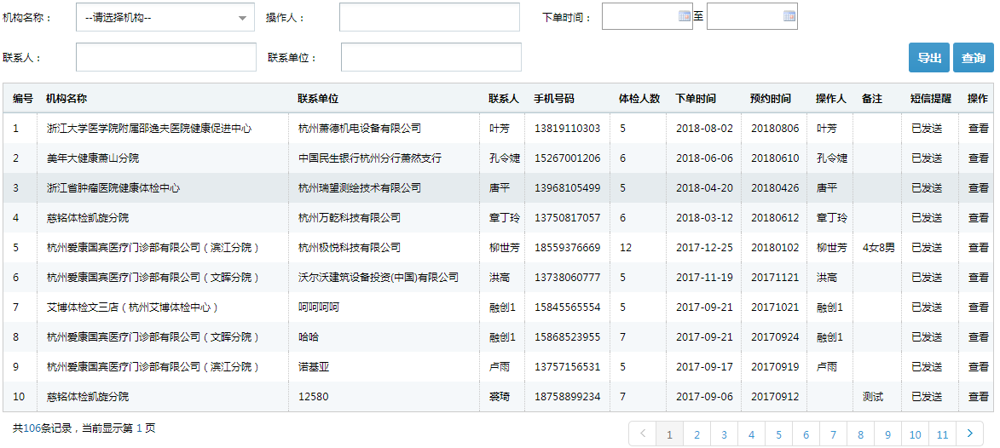 机构名称： --请选择机构-- 操作人： 下单时间： 至
联系人： 联系单位： 导出 查询
编号 机构名称 联系单位 联系人 手机号码 体检人数 下单时间 预约时间 操作人 备注 短信提醒 操作
1 浙江大学医学院附属邵逸夫医院健康促进中心 杭州萧德机电设备有限公司 叶芳 13819110303 5 2018-08-02 20180806 叶芳 已发送 查看
2 美年大健康萧山分院 中国民生银行杭州分行萧然支行 孔令婕 15267001206 6 2018-06-06 20180610 孔令婕 已发送 查看
3 浙江省肿瘤医院健康体检中心 杭州瑞望测绘技术有限公司 唐平 13968105499 5 2018-04-20 20180426 唐平 已发送 查看
4 慈铭体检凯旋分院 杭州万乾科技有限公司 章丁玲 13750817057 6 2018-03-12 20180612 章丁玲 已发送 查看
5 杭州爱康国宾医疗门诊部有限公司（滨江分院） 杭州极悦科技有限公司 柳世芳 18559376669 12 2017-12-25 20180102 柳世芳 4女8男 已发送 查看
6 杭州爱康国宾医疗门诊部有限公司（文晖分院） 沃尔沃建筑设备投资(中国)有限公司 洪高 13738060777 5 2017-11-19 20171121 洪高 已发送 查看
7 艾博体检文三店（杭州艾博体检中心） 呵呵呵呵 融创1 15845565554 5 2017-09-21 20171021 融创1 已发送 查看
8 杭州爱康国宾医疗门诊部有限公司（文晖分院） 哈哈 融创1 15868523955 7 2017-09-21 20170924 融创1 已发送 查看
9 杭州爱康国宾医疗门诊部有限公司（滨江分院） 诺基亚 卢雨 13757156531 5 2017-09-17 20170919 卢雨 已发送 查看
10 慈铭体检凯旋分院 12580 裘琦 18758899234 7 2017-09-06 20170912 测试 已发送 查看
共106条记录，当前显示第 1 页 < 1 2 3 4 5 6 7 8 9 10 11 >